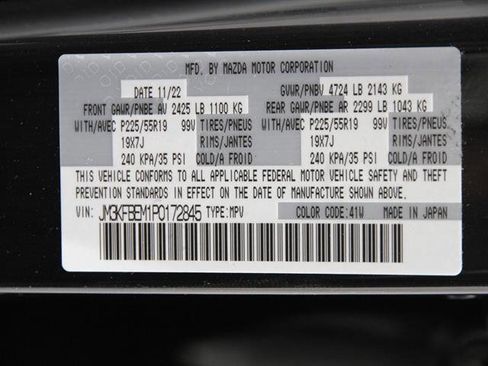 MFD. BY MAZDA MOTOR CORPORATION
DATE 11/22 GVWR/PNBV 4724 LB 2143 KG
FRONT GAWR/PNBE AV 2425 LB 1100 KG REAR GAWR/PNBE AR 2299 LB 1043 KG
WITH/AVEC P225/55R19 99V TIRES/PNEUS WITH/AVEC P225/55R19 99V TIRES/PNEUS
19X7J RIMS/JANTES 19X7J RIMS/JANTES
240 KPA/35 PSI COLD/A FROID 240 KPA/35 PSI COLD/A FROID
THIS VEHICLE CONFORMS TO ALL APPLICABLE FEDERAL MOTOR VEHICLE SAFETY AND THEFT
PREVENTION STANDARDS IN EFFECT ON THE DATE OF MANUFACTURE SHOWN ABOVE.
VIN: JM3KFBEM1P0172845 TYPE: MPV COLOR CODE: 41W MADE IN JAPAN